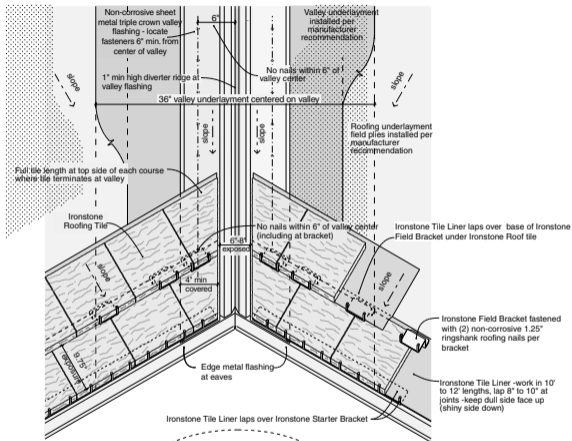 Non-corrosive sheet
metal triple crown valley
flashing - locate
fasteners 6" min. from
center of valley
6"
Valley underlayment
installed per
manufacturer
recommendation
No nails within 6" of
valley center
1" min high diverter ridge at
valley flashing
slope
slope
36" valley underlayment centered on valley
slope
slope
Roofing underlayment
field plies installed per
manufacturer
recommendation
Full tile length at top side of each course
where tile terminates at valley
Ironstone
Roofing Tile
No nails within 6" of valley center
(including at bracket)
6"-8"
exposed
Ironstone Tile Liner laps over base of Ironstone
Field Bracket under Ironstone Roof tile
slope
slope
4" min
covered
Ironstone Field Bracket fastened
with (2) non-corrosive 1.25"
ringshank roofing nails per
bracket
9.75"
exposure
Edge metal flashing
at eaves
Ironstone Tile Liner -work in 10'
to 12' lengths, lap 8" to 10" at
joints -keep dull side face up
(shiny side down)
Ironstone Tile Liner laps over Ironstone Starter Bracket